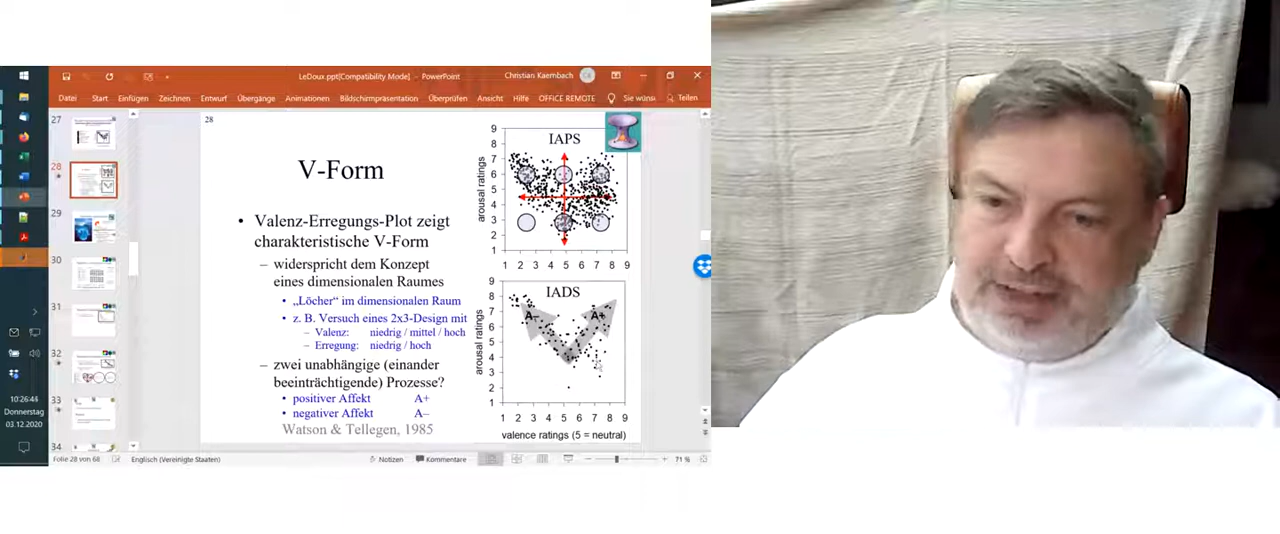 LeDoux.ppt[Compatibility Mode] - PowerPoint
Christian Kaernbach
CK
Datei Start Einfügen Zeichnen Entwurf Übergänge Animationen Bildschirmpräsentation Überprüfen Ansicht Hilfe OFFICE REMOTE Sie wüns Teilen
27
28
29
30
31
32
33
34
28
V-Form
• Valenz-Erregungs-Plot zeigt
charakteristische V-Form
– widerspricht dem Konzept
eines dimensionalen Raumes
• „Löcher“ im dimensionalen Raum
• z. B. Versuch eines 2x3-Design mit
– Valenz: niedrig / mittel / hoch
– Erregung: niedrig / hoch
– zwei unabhängige (einander
beeinträchtigende) Prozesse?
• positiver Affekt A+
• negativer Affekt A–
Watson & Tellegen, 1985
IAPS
arousal ratings
9
8
7
6
5
4
3
2
1
1 2 3 4 5 6 7 8 9
IADS
A– A+
arousal ratings
9
8
7
6
5
4
3
2
1
1 2 3 4 5 6 7 8 9
valence ratings (5 = neutral)
10:26:44
Donnerstag
03.12.2020
Folie 28 von 68 Englisch (Vereinigte Staaten) Notizen Kommentare 71 %